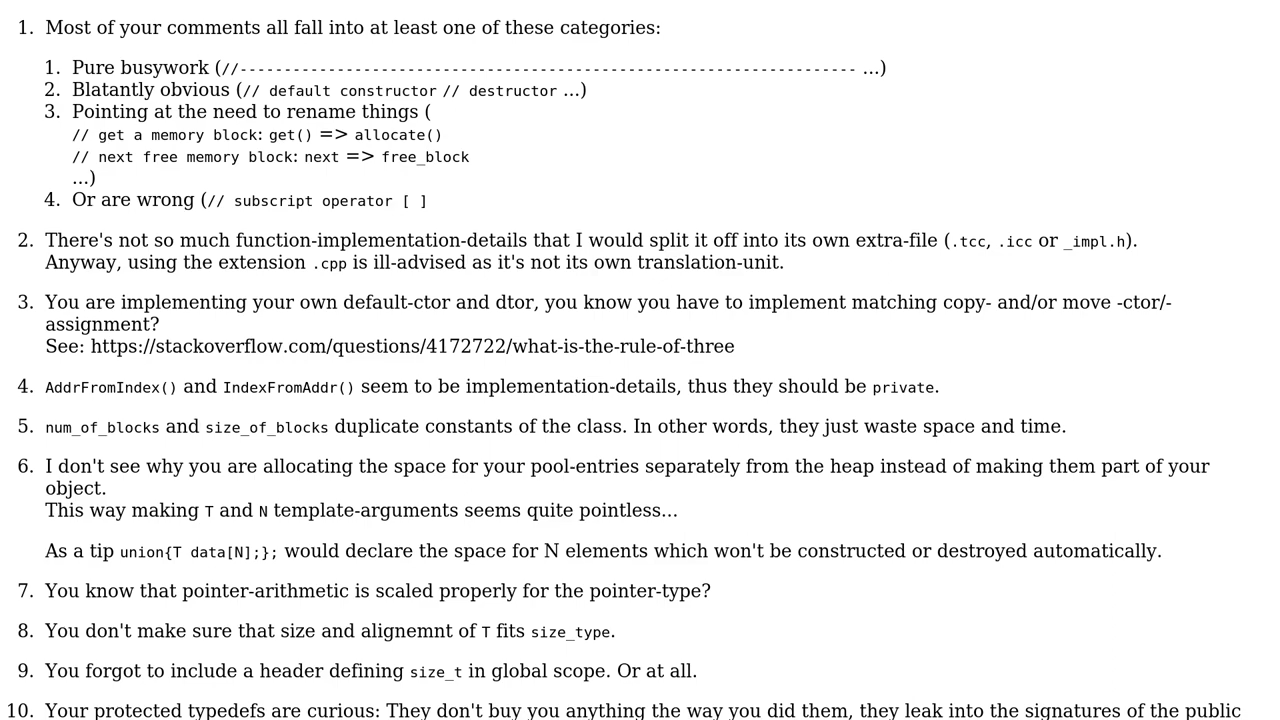 1. Most of your comments all fall into at least one of these categories:
1. Pure busywork (//---------------------------------------------------------------------- ...)
2. Blatantly obvious (// default constructor // destructor ...)
3. Pointing at the need to rename things (
// get a memory block: get() => allocate()
// next free memory block: next => free_block
...)
4. Or are wrong (// subscript operator [ ]
2. There's not so much function-implementation-details that I would split it off into its own extra-file (.tcc, .icc or _impl.h).
Anyway, using the extension .cpp is ill-advised as it's not its own translation-unit.
3. You are implementing your own default-ctor and dtor, you know you have to implement matching copy- and/or move -ctor/-
assignment?
See: https://stackoverflow.com/questions/4172722/what-is-the-rule-of-three
4. AddrFromIndex() and IndexFromAddr() seem to be implementation-details, thus they should be private.
5. num_of_blocks and size_of_blocks duplicate constants of the class. In other words, they just waste space and time.
6. I don't see why you are allocating the space for your pool-entries separately from the heap instead of making them part of your
object.
This way making T and N template-arguments seems quite pointless...
As a tip union{T data[N];}; would declare the space for N elements which won't be constructed or destroyed automatically.
7. You know that pointer-arithmetic is scaled properly for the pointer-type?
8. You don't make sure that size and alignemnt of T fits size_type.
9. You forgot to include a header defining size_t in global scope. Or at all.
10. Your protected typedefs are curious: They don't buy you anything the way you did them, they leak into the signatures of the public